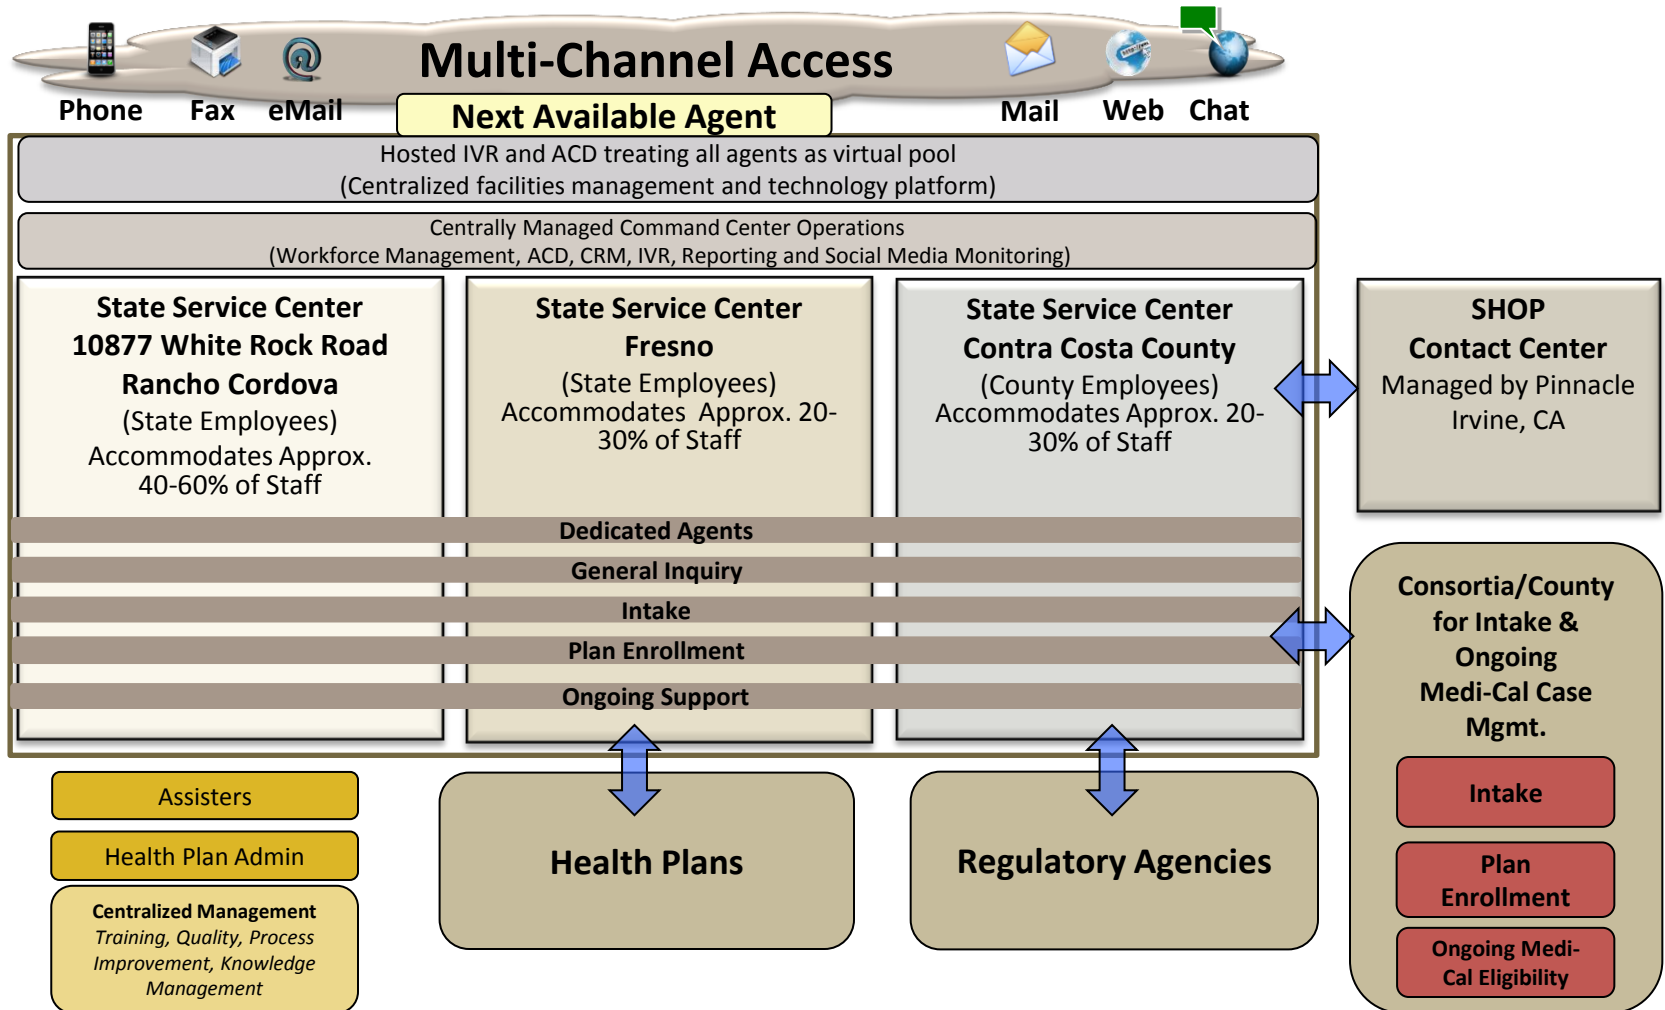 Multi-Channel Access
Phone
Fax
eMail
Mail
Web
Chat
Next Available Agent
Hosted IVR and ACD treating all agents as virtual pool
(Centralized facilities management and technology platform)
Centrally Managed Command Center Operations
(Workforce Management, ACD, CRM, IVR, Reporting and Social Media Monitoring)
State Service Center
10877 White Rock Road
Rancho Cordova
(State Employees)
Accommodates Approx.
40-60% of Staff
State Service Center
Fresno
(State Employees)
Accommodates Approx. 20-
30% of Staff
State Service Center
Contra Costa County
(County Employees)
Accommodates Approx. 20-
30% of Staff
SHOP
Contact Center
Managed by Pinnacle
Irvine, CA
Dedicated Agents
General Inquiry
Intake
Plan Enrollment
Ongoing Support
Consortia/County
for Intake &
Ongoing
Medi-Cal Case
Mgmt.
Intake
Plan
Enrollment
Ongoing Medi-
Cal Eligibility
Assisters
Health Plan Admin
Centralized Management
Training, Quality, Process
Improvement, Knowledge
Management
Health Plans
Regulatory Agencies